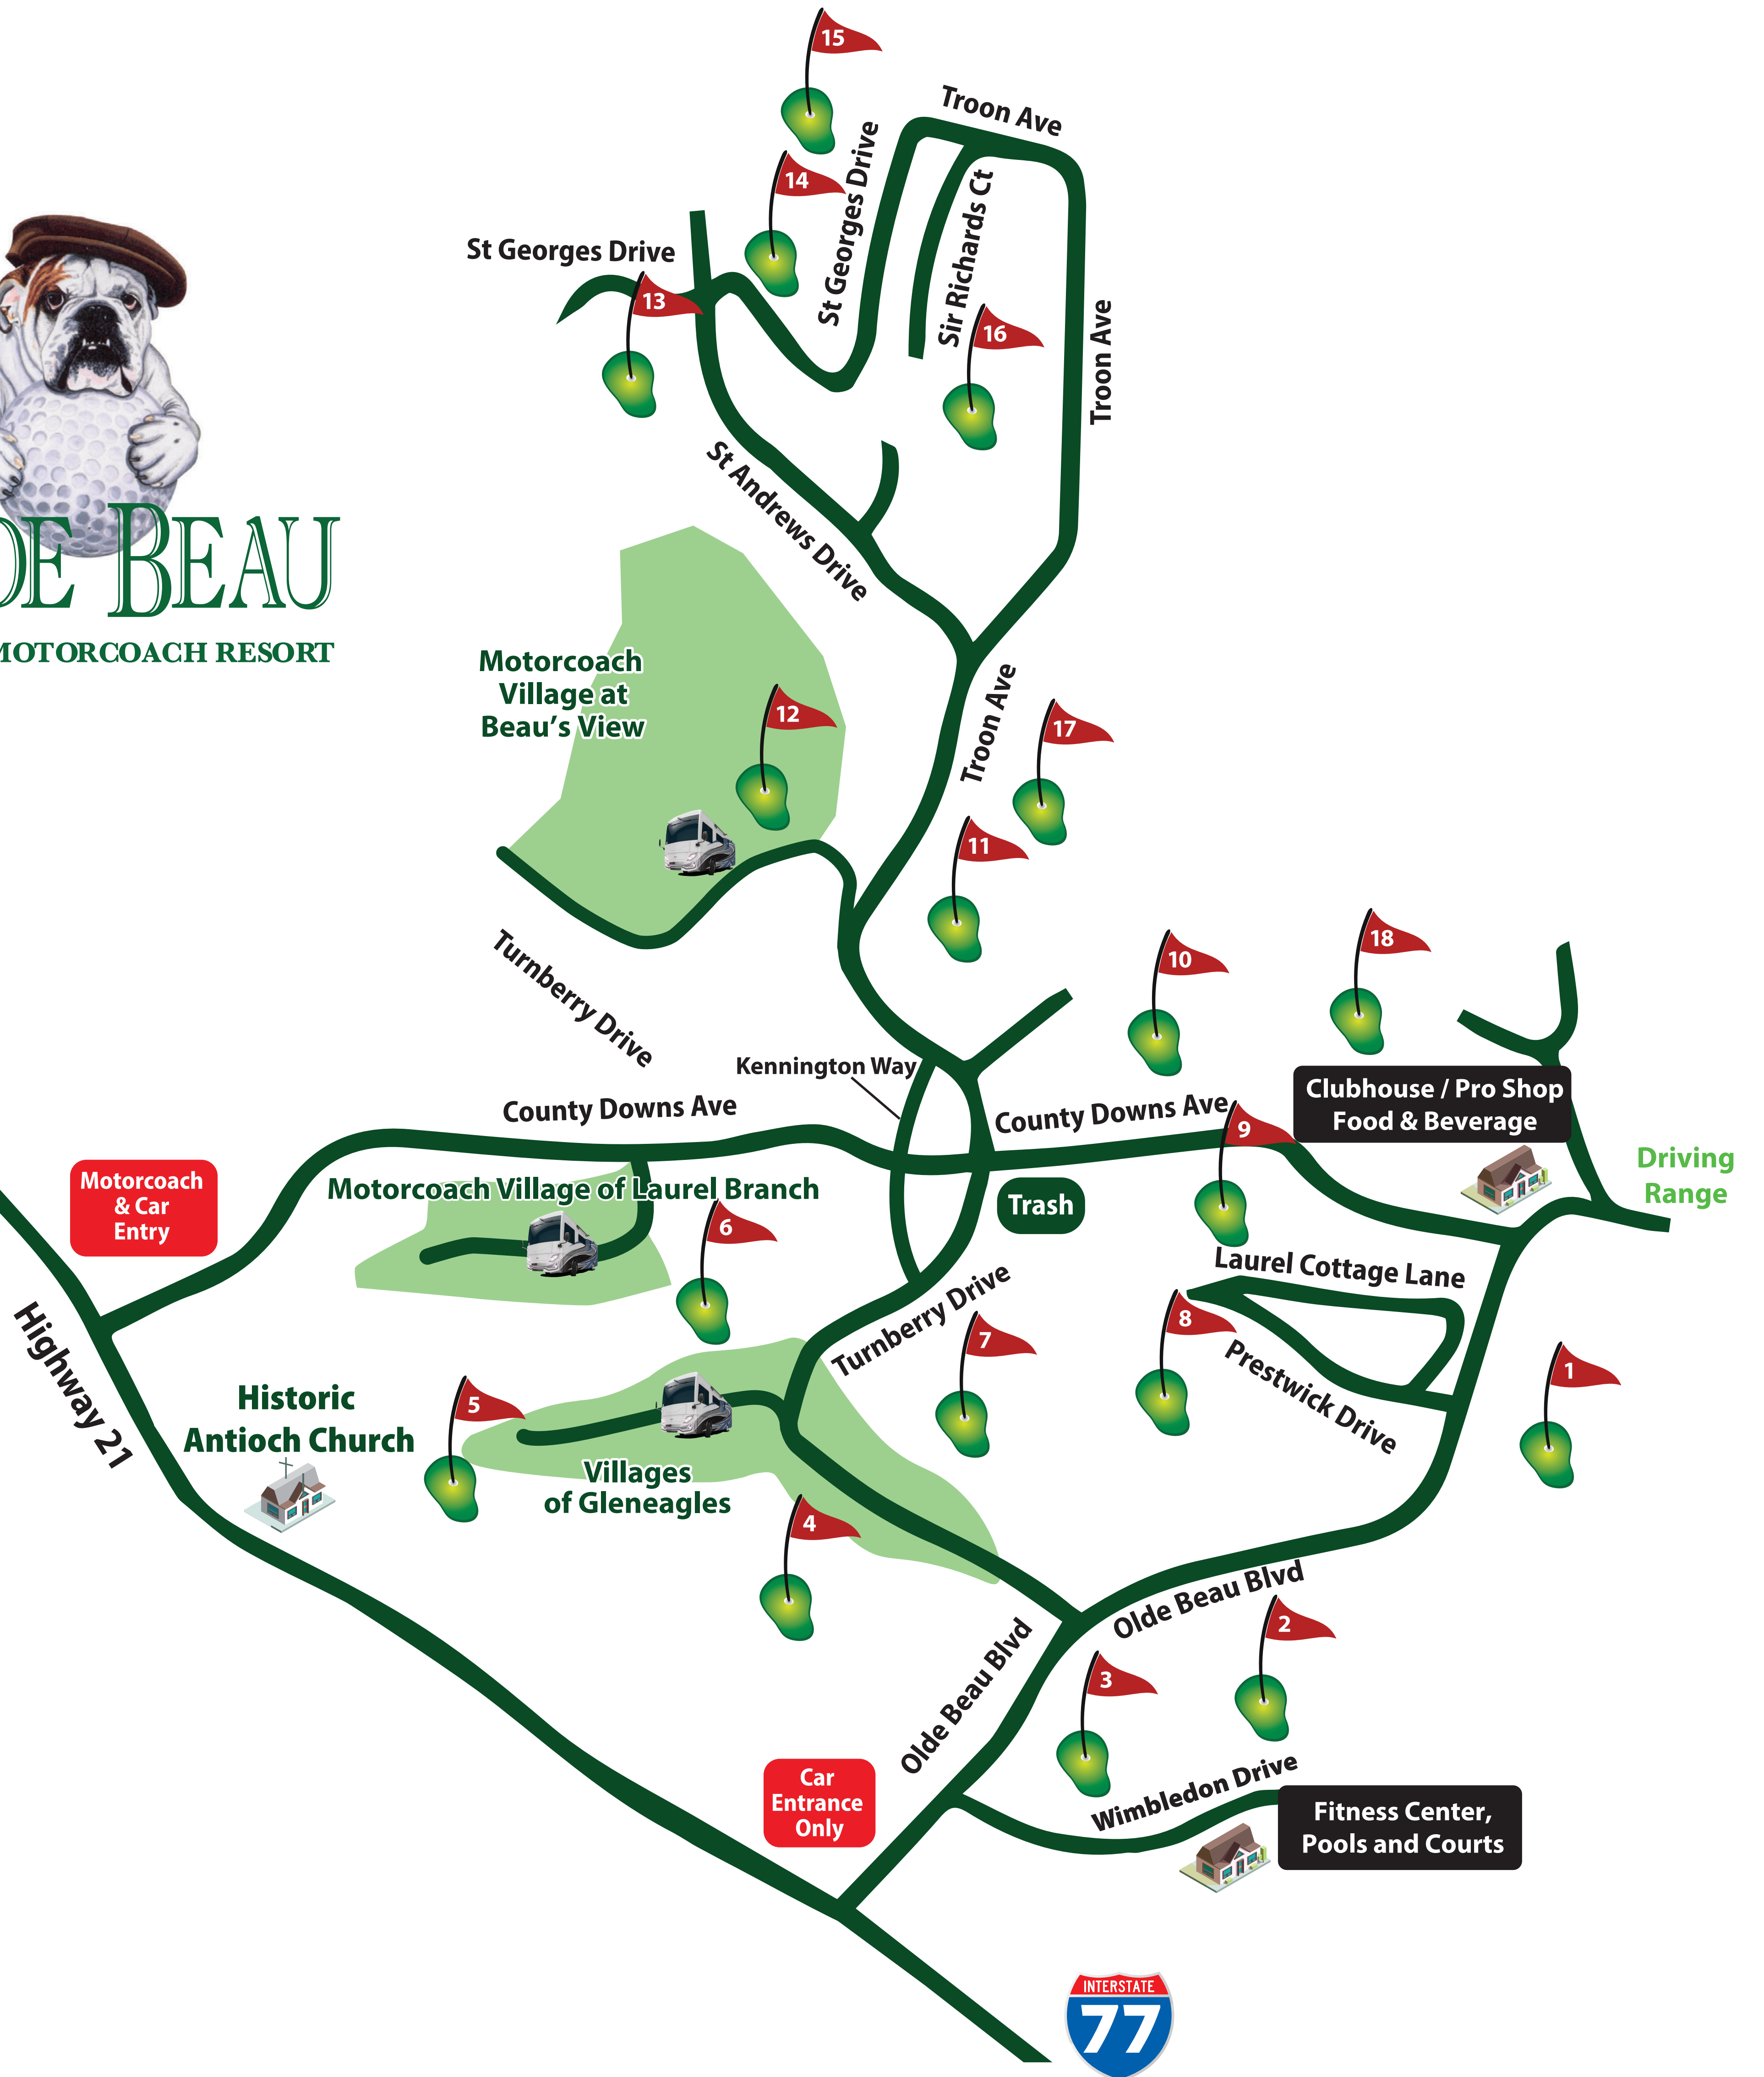 15
Troon Ave
14
St Georges Drive
Sir Richards Ct
St Georges Drive
13
16
Troon Ave
St Andrews Drive
DE BEAU
MOTORCOACH RESORT
Motorcoach
Village at
Beau's View
12
Troon Ave
17
11
18
10
Turnberry Drive
Kennington Way
County Downs Ave
County Downs Ave
9
Clubhouse / Pro Shop
Food & Beverage
Driving
Range
Motorcoach
& Car
Entry
Motorcoach Village of Laurel Branch
Trash
6
Laurel Cottage Lane
Turnberry Drive
7
8
Prestwick Drive
1
Highway 21
Historic
Antioch Church
5
Villages
of Gleneagles
4
Olde Beau Blvd
2
Olde Beau Blvd
3
Car
Entrance
Only
Wimbledon Drive
Fitness Center,
Pools and Courts
INTERSTATE
77